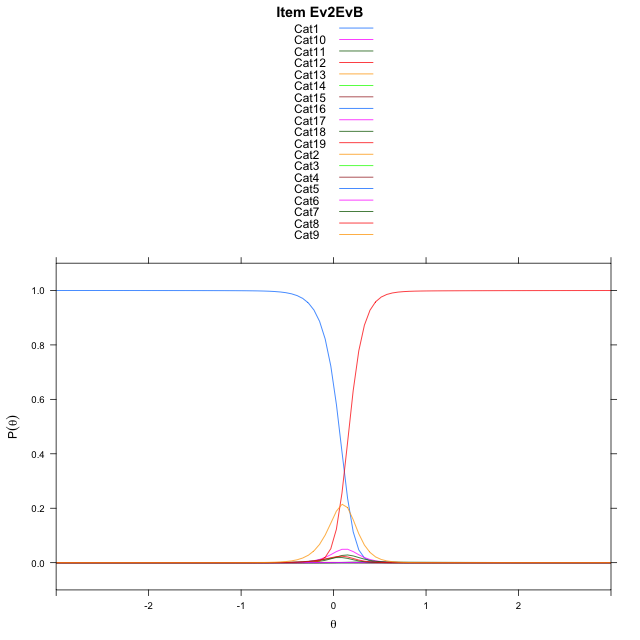 Item Ev2EvB
Cat1
Cat10
Cat11
Cat12
Cat13
Cat14
Cat15
Cat16
Cat17
Cat18
Cat19
Cat2
Cat3
Cat4
Cat5
Cat6
Cat7
Cat8
Cat9
1.0
0.8
0.6
0.4
0.2
0.0
P(θ)
-2 -1 0 1 2
θ